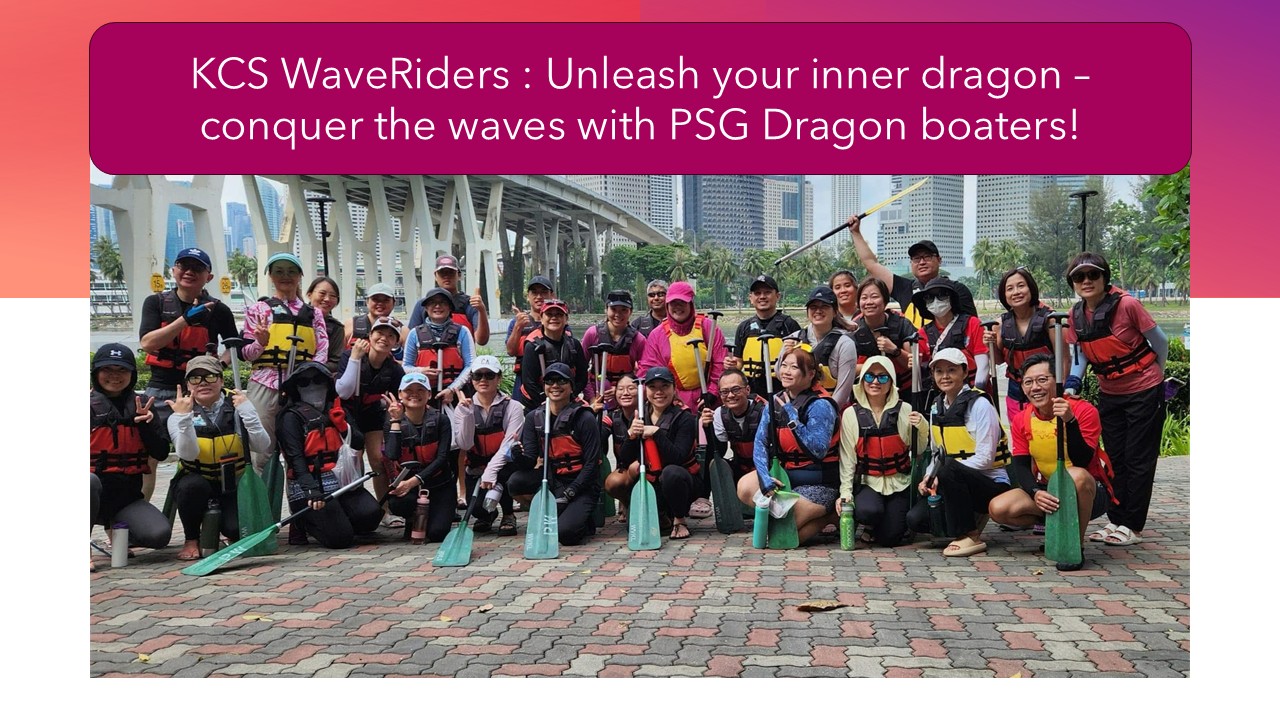 KCS WaveRiders : Unleash your inner dragon –
conquer the waves with PSG Dragon boaters!